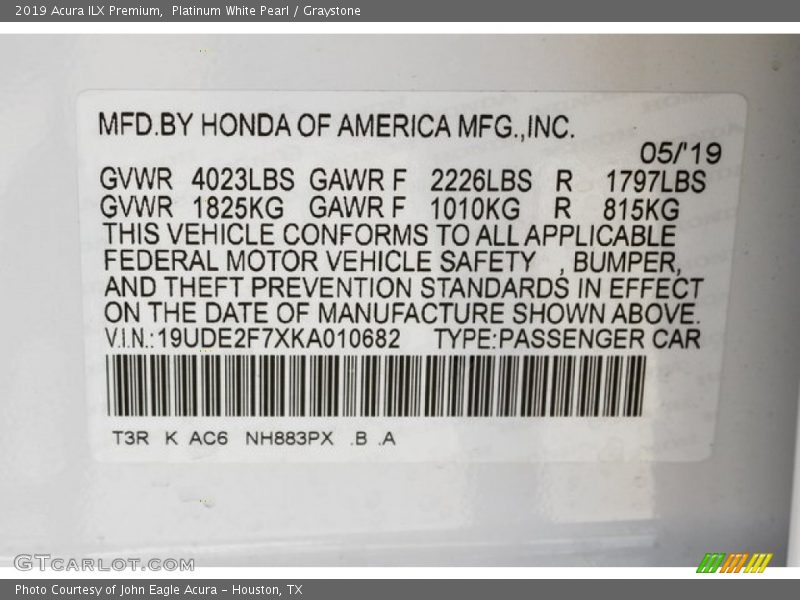 2019 Acura ILX Premium,  Platinum White Pearl / Graystone
MFD.BY HONDA OF AMERICA MFG.,INC.
05/'19
GVWR 4023LBS GAWR F 2226LBS R 1797LBS
GVWR 1825KG GAWR F 1010KG R 815KG
THIS VEHICLE CONFORMS TO ALL APPLICABLE
FEDERAL MOTOR VEHICLE SAFETY , BUMPER,
AND THEFT PREVENTION STANDARDS IN EFFECT
ON THE DATE OF MANUFACTURE SHOWN ABOVE.
V.I.N.:19UDE2F7XKA010682 TYPE:PASSENGER CAR
T3R K AC6 NH883PX .B .A
GTCARLOT.COM
Photo Courtesy of John Eagle Acura - Houston, TX